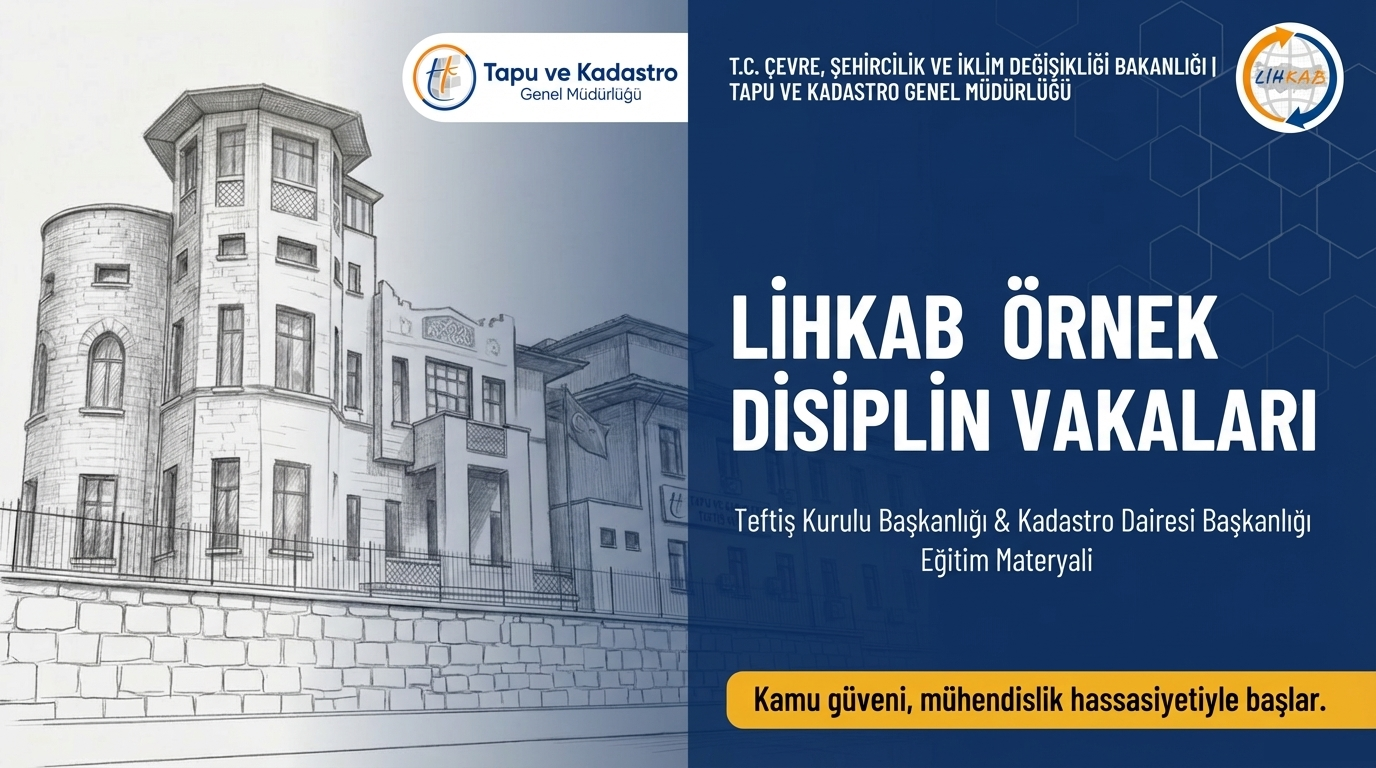 Tapu ve Kadastro
Genel Müdürlüğü
T.C. ÇEVRE, ŞEHİRCİLİK VE İKLİM DEĞİŞİKLİĞİ BAKANLIĞI |
TAPU VE KADASTRO GENEL MÜDÜRLÜĞÜ
LİHKAB
LİHKAB ÖRNEK
DİSİPLİN VAKALARI
Teftiş Kurulu Başkanlığı & Kadastro Dairesi Başkanlığı
Eğitim Materyali
Kamu güveni, mühendislik hassasiyetiyle başlar.